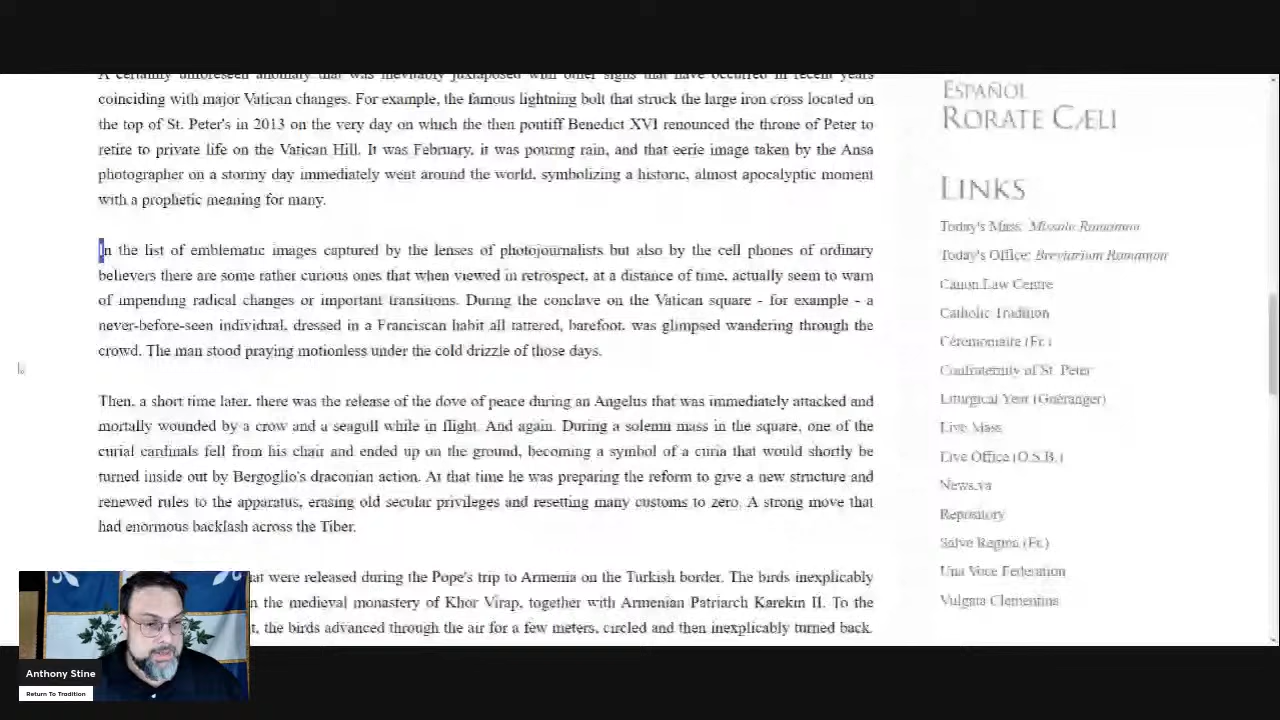 A certainly unforeseen anomaly that was inevitably juxtaposed with other signs that have occurred in recent years
coinciding with major Vatican changes. For example, the famous lightning bolt that struck the large iron cross located on
the top of St. Peter's in 2013 on the very day on which the then pontiff Benedict XVI renounced the throne of Peter to
retire to private life on the Vatican Hill. It was February, it was pouring rain, and that eerie image taken by the Ansa
photographer on a stormy day immediately went around the world, symbolizing a historic, almost apocalyptic moment
with a prophetic meaning for many.
In the list of emblematic images captured by the lenses of photojournalists but also by the cell phones of ordinary
believers there are some rather curious ones that when viewed in retrospect, at a distance of time, actually seem to warn
of impending radical changes or important transitions. During the conclave on the Vatican square - for example - a
never-before-seen individual, dressed in a Franciscan habit all tattered, barefoot, was glimpsed wandering through the
crowd. The man stood praying motionless under the cold drizzle of those days.
Then, a short time later, there was the release of the dove of peace during an Angelus that was immediately attacked and
mortally wounded by a crow and a seagull while in flight. And again. During a solemn mass in the square, one of the
curial cardinals fell from his chair and ended up on the ground, becoming a symbol of a curia that would shortly be
turned inside out by Bergoglio's draconian action. At that time he was preparing the reform to give a new structure and
renewed rules to the apparatus, erasing old secular privileges and resetting many customs to zero. A strong move that
had enormous backlash across the Tiber.
at were released during the Pope's trip to Armenia on the Turkish border. The birds inexplicably
n the medieval monastery of Khor Virap, together with Armenian Patriarch Karekin II. To the
t, the birds advanced through the air for a few meters, circled and then inexplicably turned back.
ESPAÑOL
RORATE CÆLI
LINKS
Today's Mass: Missale Romanum
Today's Office: Breviarium Romanum
Canon Law Centre
Catholic Tradition
Céremoniaire (Fr.)
Confraternity of St. Peter
Liturgical Year (Guéranger)
Live Mass
Live Office (O.S.B.)
News.va
Repository
Salve Regina (Fr.)
Una Voce Federation
Vulgata Clementina
Anthony Stine
Return To Tradition